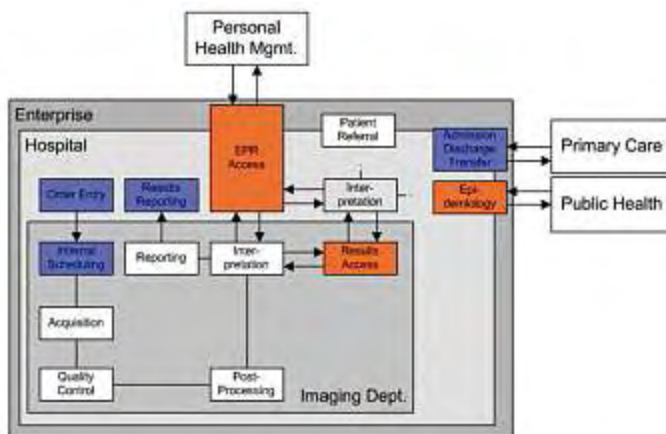 Personal
Health Mgmt.
Enterprise
Hospital
EPR
Access
Patient
Referral
Admission
Discharge
Transfer
Primary Care
Order Entry
Results
Reporting
Inter-
pretation
Epi-
demiology
Public Health
Internal
Scheduling
Reporting
Inter-
pretation
Results
Access
Acquisition
Quality
Control
Post-
Processing
Imaging Dept.